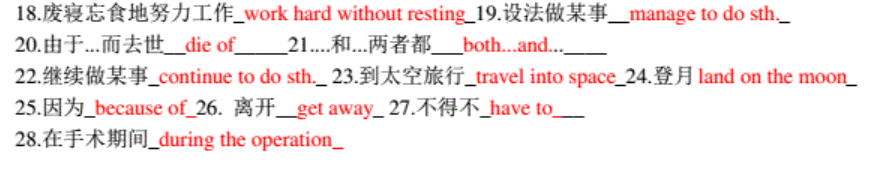 18.废寝忘食地努力工作_work hard without resting_19.设法做某事__manage to do sth._
20.由于...而去世__die of_____21....和...两者都___both...and...____
22.继续做某事_continue to do sth._ 23.到太空旅行_travel into space_24.登月land on the moon_
25.因为_because of_26. 离开__get away_ 27.不得不_have to___
28.在手术期间_during the operation_